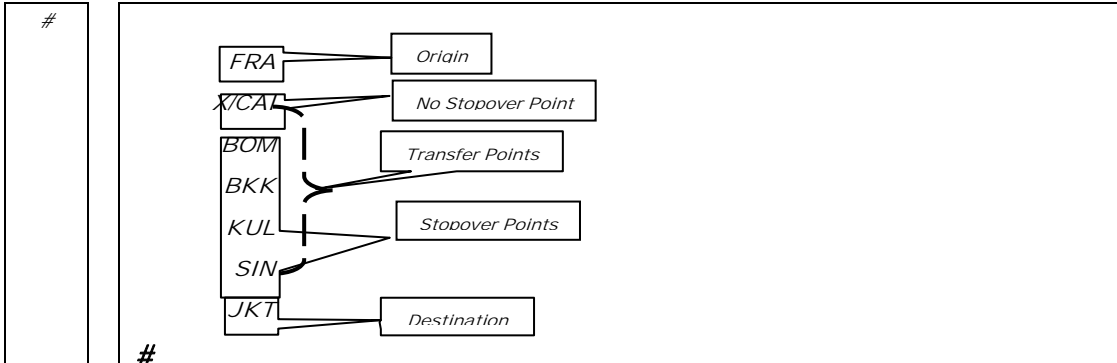 #
FRA Origin
X/CAI No Stopover Point
BOM
Transfer Points
BKK
KUL Stopover Points
SIN
JKT Destination
#